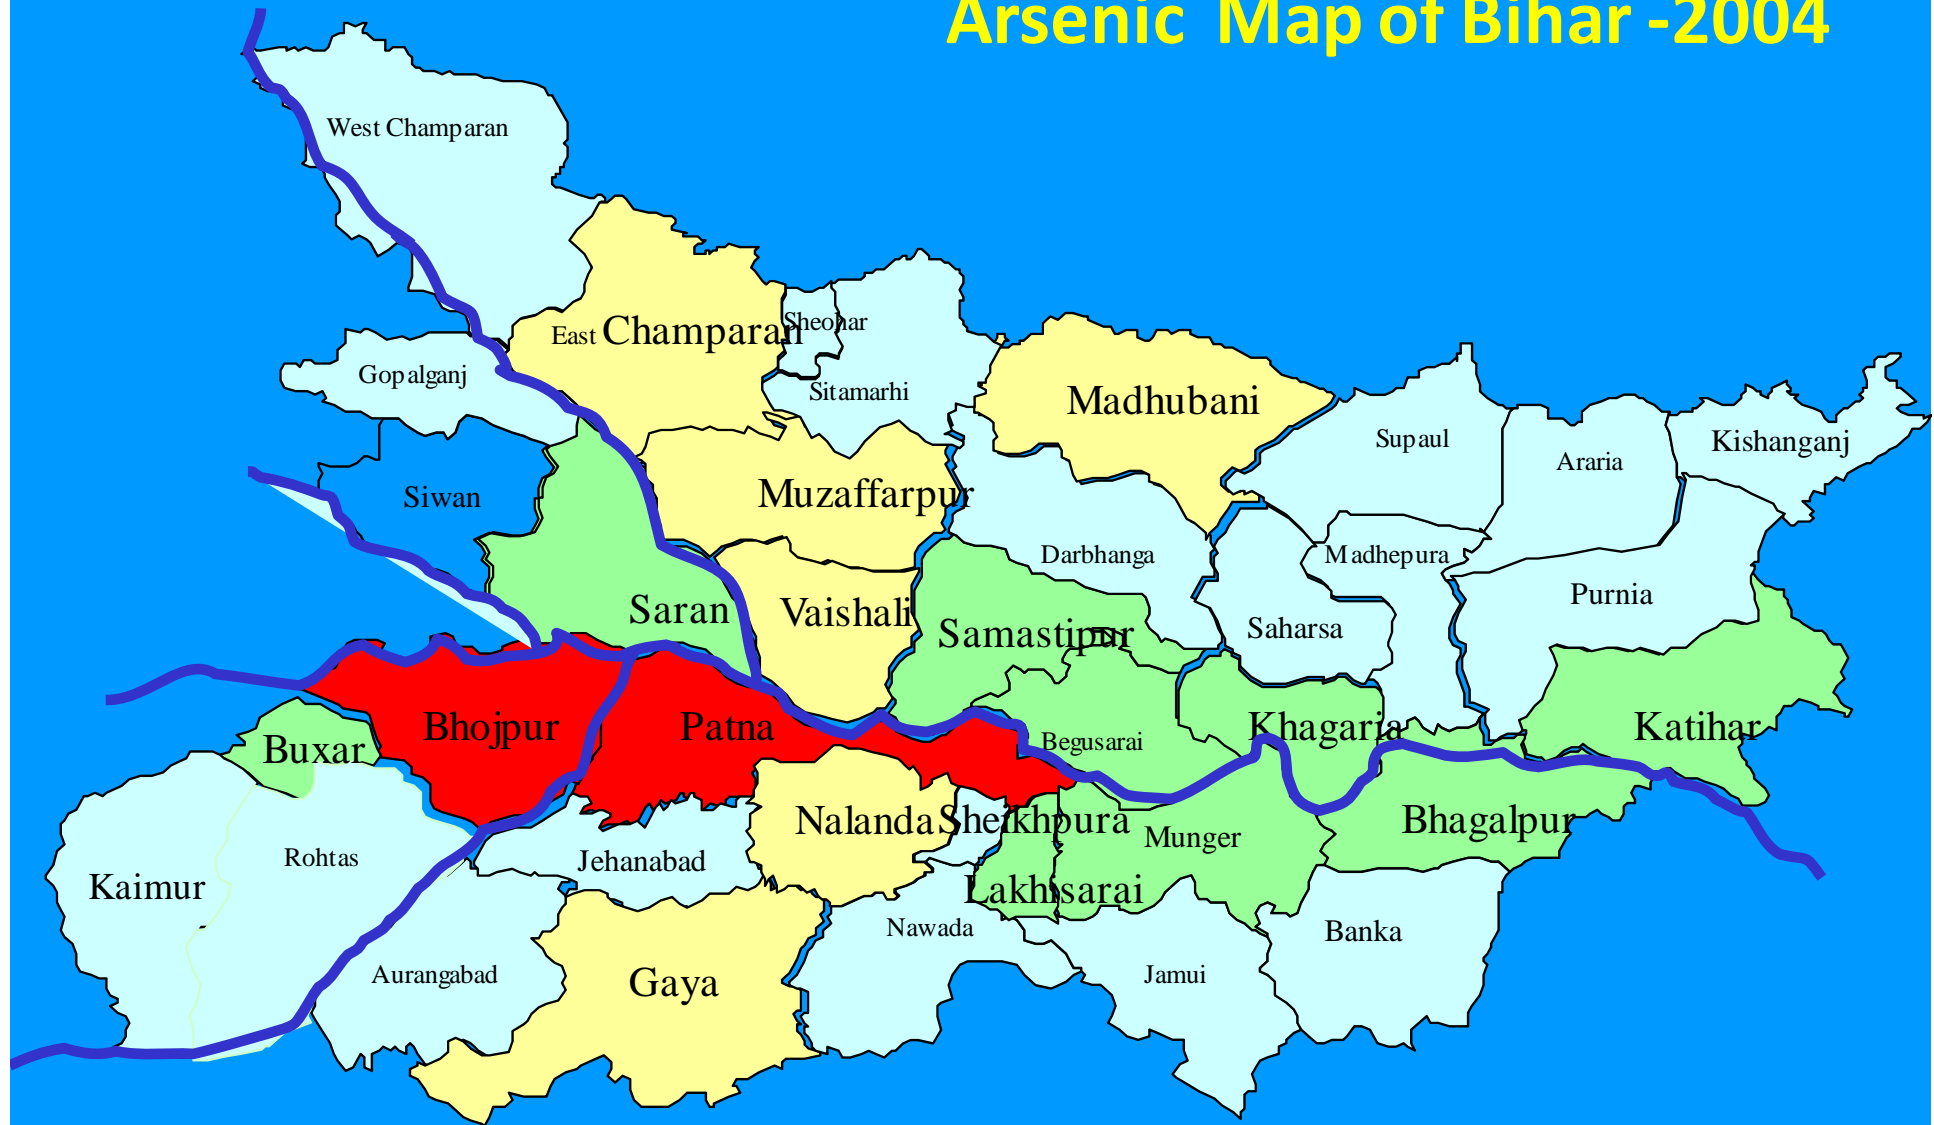 Arsenic Map of Bihar -2004
West Champaran
East Champaran
Sheohar
Gopalganj
Sitamarhi
Madhubani
Supaul
Kishanganj
Araria
Siwan
Muzaffarpur
Darbhanga
Madhepura
Purnia
Saran
Vaishali
Samastipur
Saharsa
Bhojpur
Patna
Begusarai
Khagaria
Katihar
Buxar
Nalanda
Sheikhpura
Munger
Bhagalpur
Rohtas
Jehanabad
Kaimur
Lakhisarai
Nawada
Banka
Aurangabad
Gaya
Jamui